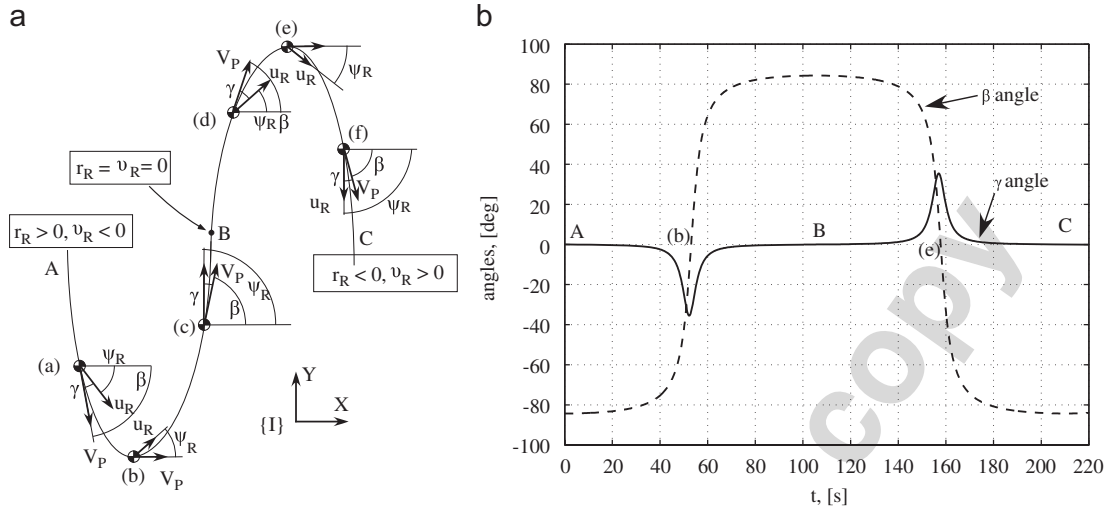 a
(e)
V_P
u_R
u_R
ψ_R
γ
(d)
ψ_R β
(f)
r_R = υ_R = 0
γ
β
V_P
u_R
ψ_R
r_R > 0, υ_R < 0
B
A
C
r_R < 0, υ_R > 0
V_P
ψ_R
γ
β
(c)
(a)
ψ_R
γ
β
u_R
u_R
ψ_R
V_P
V_P
(b)
Y
X
{I}
b
100
80
60
40
20
0
-20
-40
-60
-80
-100
angles, [deg]
β angle
γ angle
A
(b)
B
(e)
C
0 20 40 60 80 100 120 140 160 180 200 220
t, [s]
copy